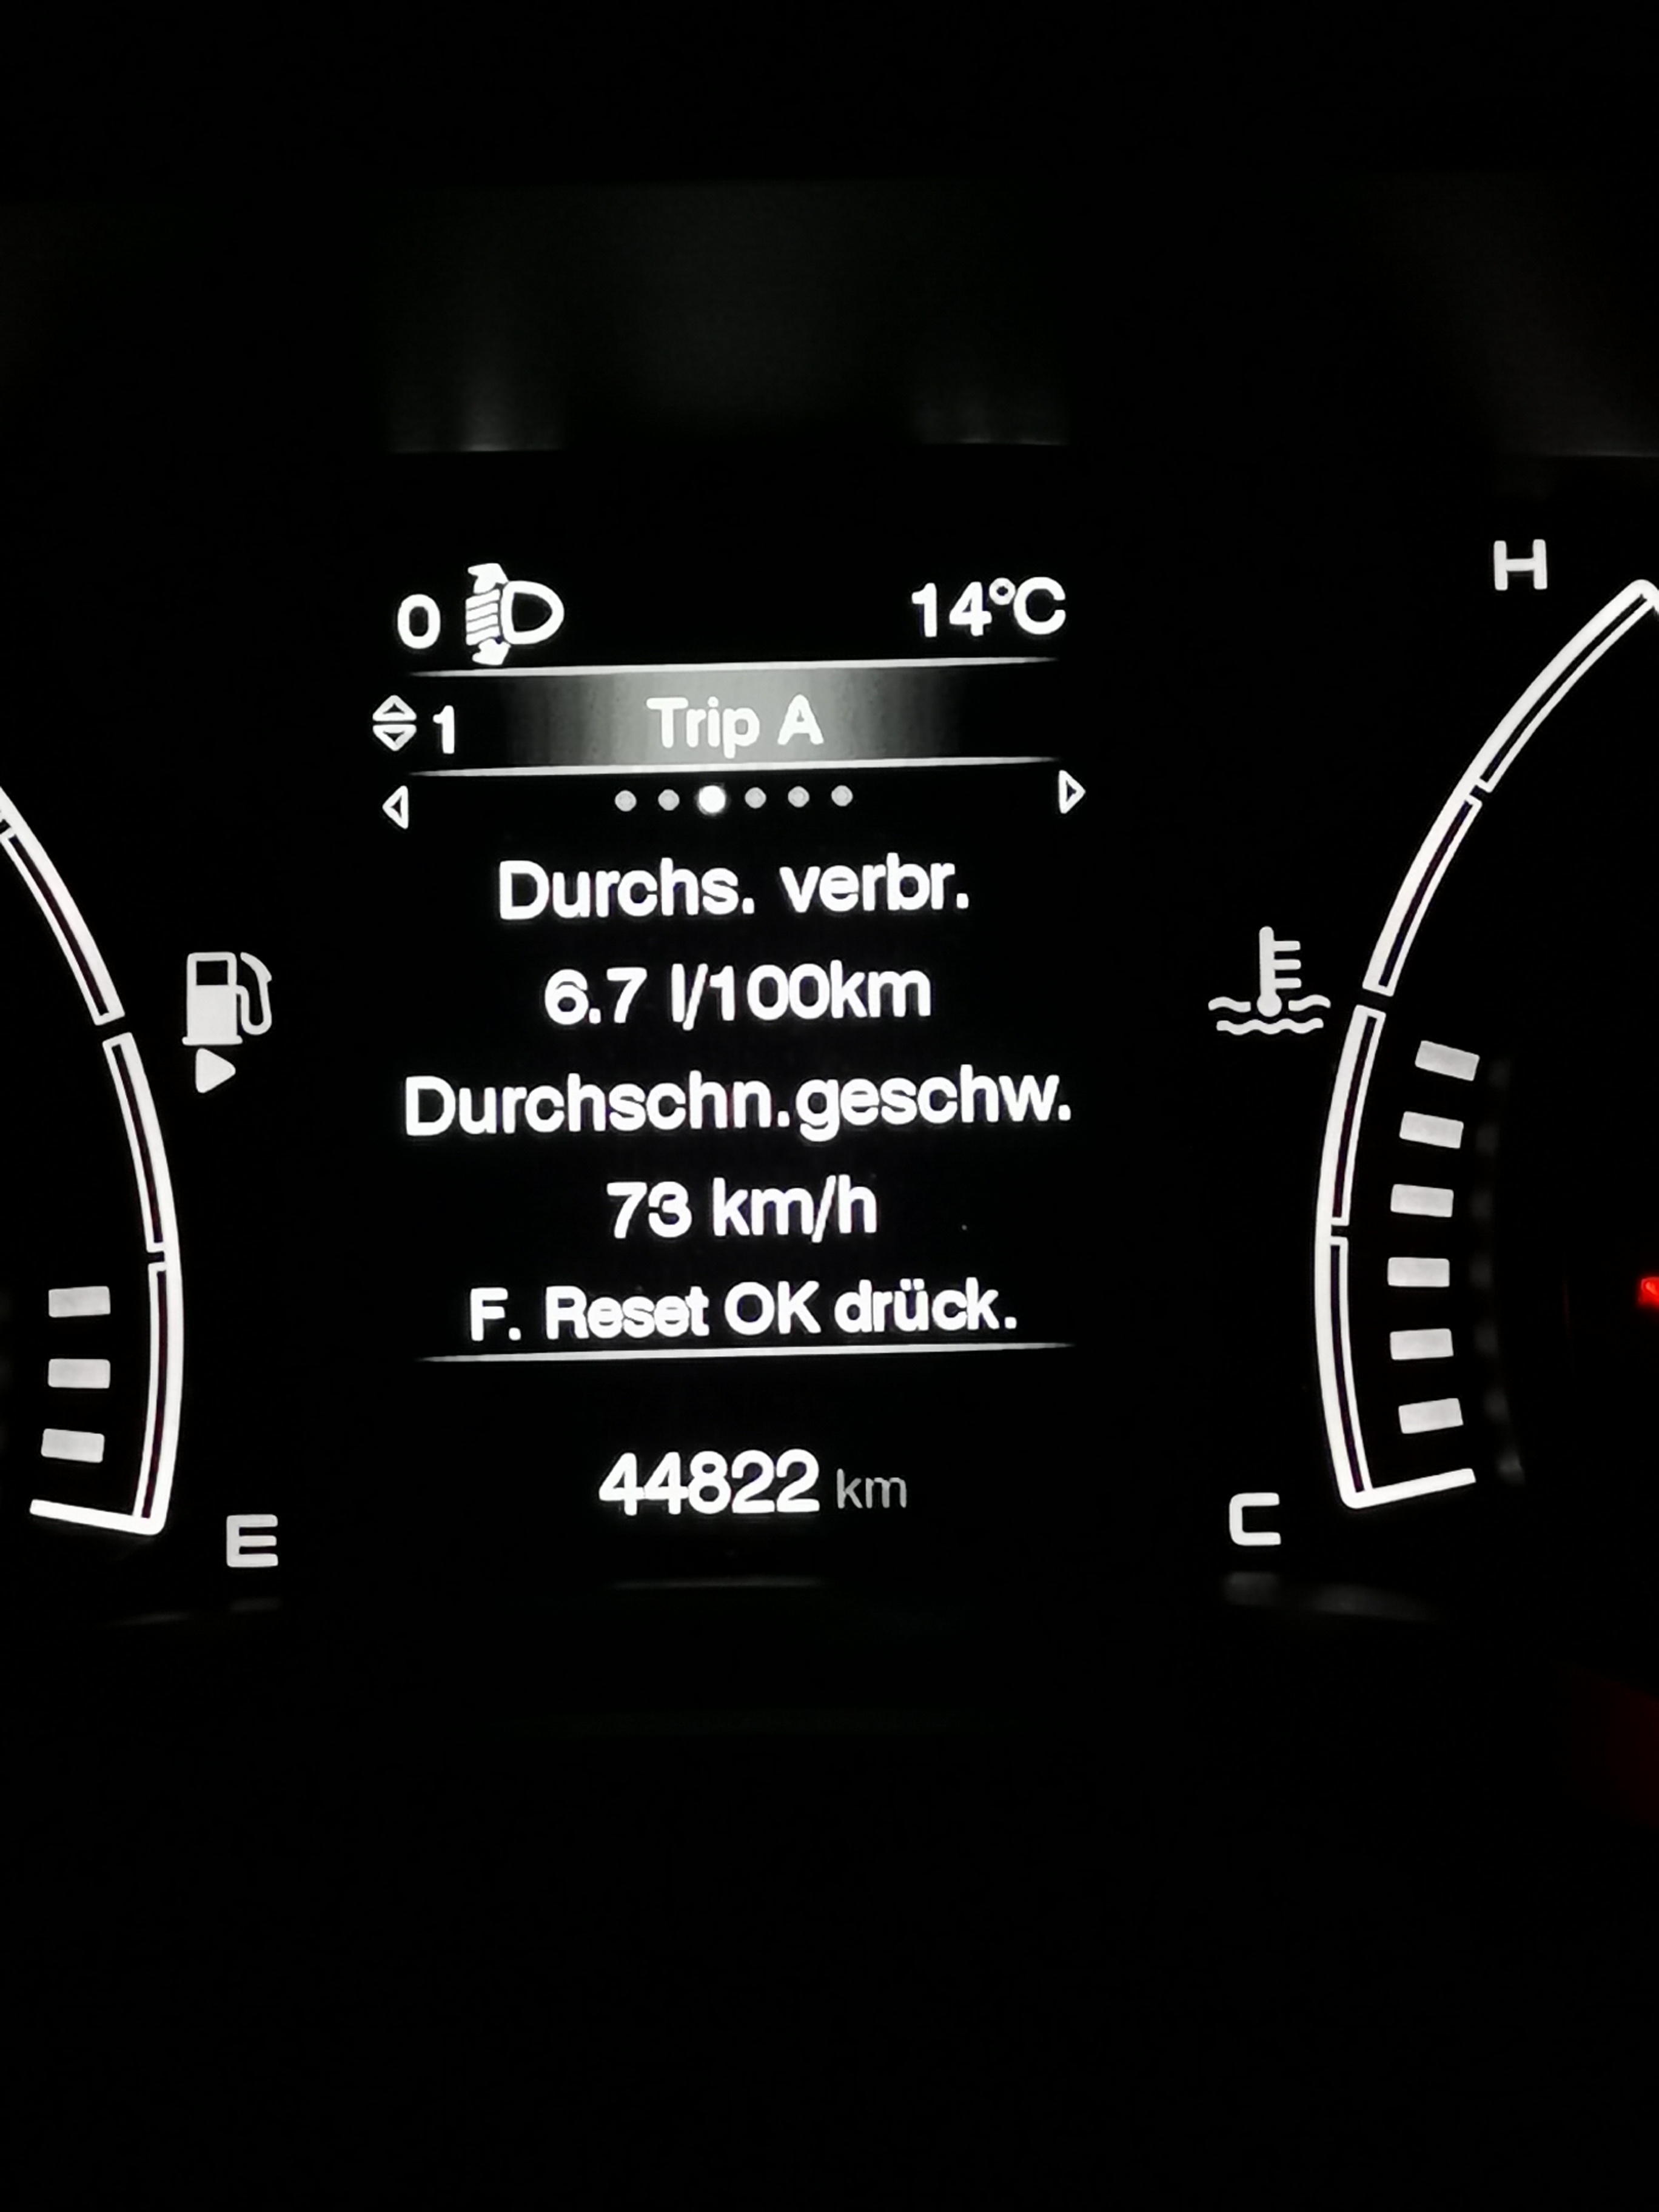 0 14°C
H
1 Trip A
Durchs. verbr.
6.7 l/100km
Durchschn.geschw.
73 km/h
F. Reset OK drück.
44822 km
E C